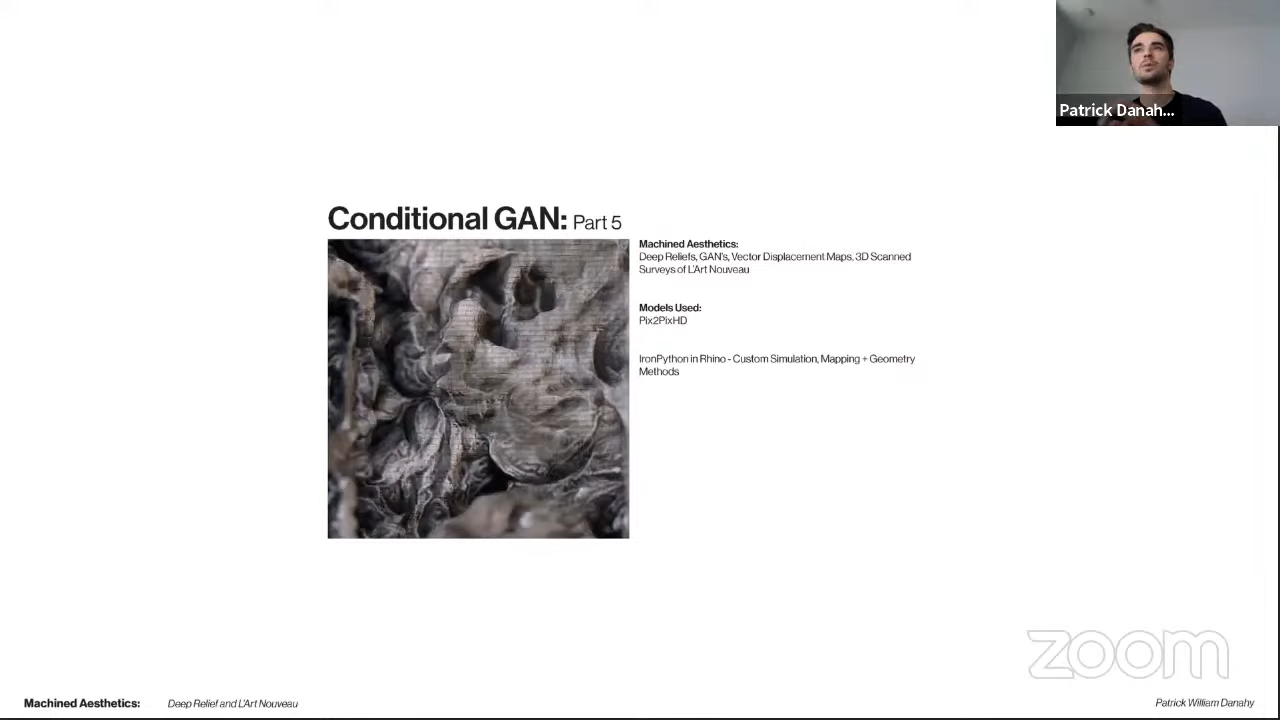 Patrick Danah...
Conditional GAN: Part 5
Machined Aesthetics:
Deep Reliefs, GAN's, Vector Displacement Maps, 3D Scanned
Surveys of L'Art Nouveau
Models Used:
Pix2PixHD
IronPython in Rhino - Custom Simulation, Mapping + Geometry
Methods
zoom
Machined Aesthetics: Deep Relief and L'Art Nouveau
Patrick William Danahy